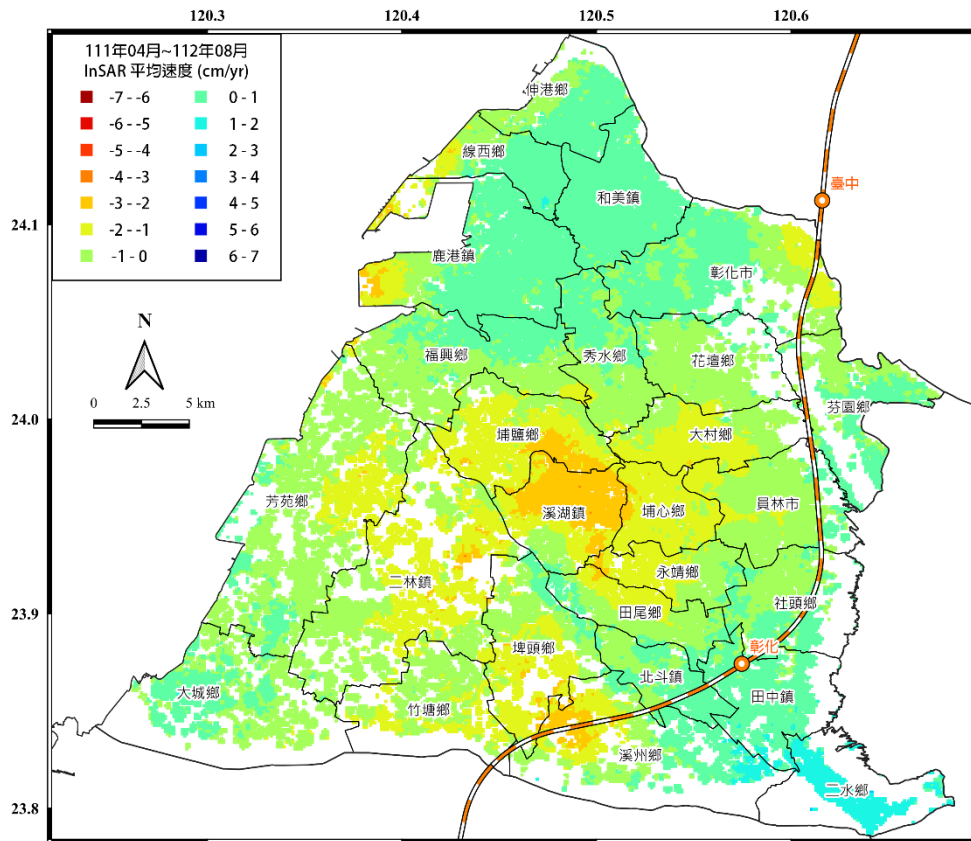 120.3 120.4 120.5 120.6
111年04月~112年08月
InSAR 平均速度 (cm/yr)
-7 --6 0 - 1
-6 --5 1 - 2
-5 --4 2 - 3
-4 --3 3 - 4
-3 --2 4 - 5
-2 --1 5 - 6
-1 - 0 6 - 7
伸港鄉
線西鄉
和美鎮
臺中
24.1
鹿港鎮
彰化市
N
福興鄉 秀水鄉 花壇鄉
0 2.5 5 km
芬園鄉
24.0
埔鹽鄉 大村鄉
芳苑鄉 溪湖鎮 埔心鄉 員林市
二林鎮 永靖鄉
23.9
田尾鄉 社頭鄉
埤頭鄉 彰化
大城鄉 北斗鎮
竹塘鄉 田中鎮
溪州鄉
二水鄉
23.8